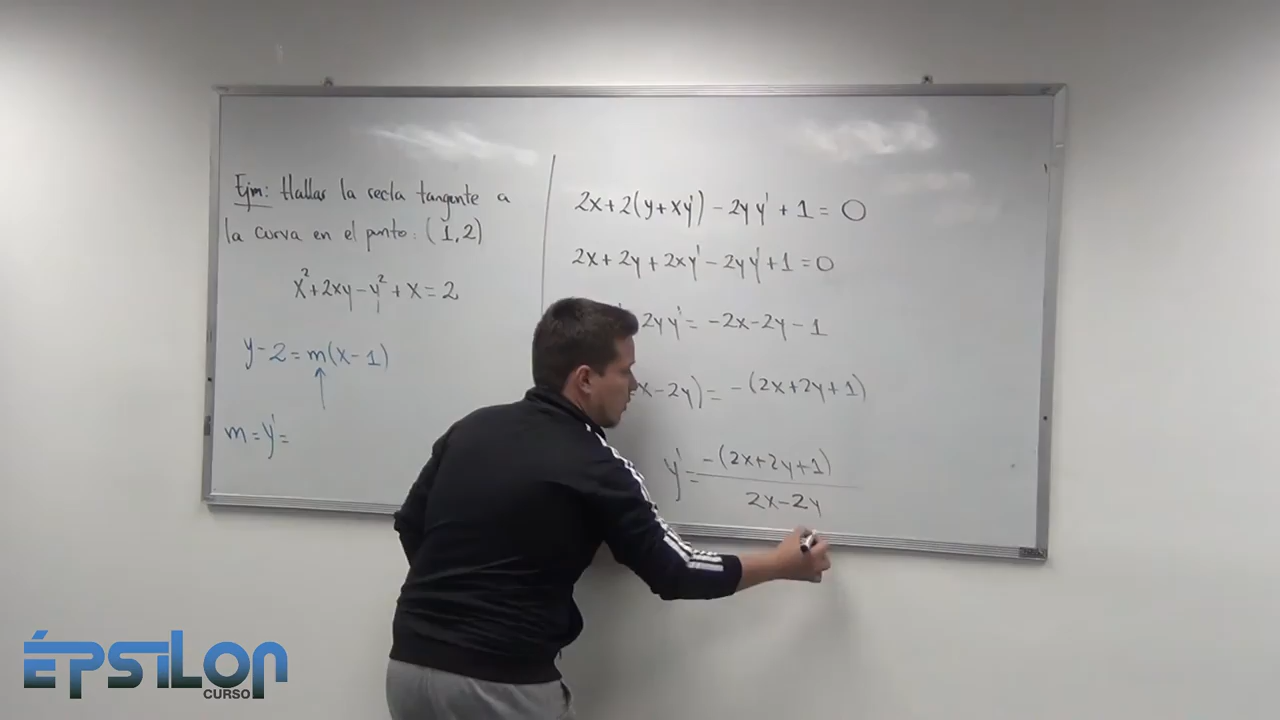 Ejm: Hallar la recta tangente a
la curva en el punto: (1,2)
x²+2xy-y²+x=2
y-2=m(x-1)
m=y'=
2x+2(y+xy')-2yy'+1=0
2x+2y+2xy'-2yy'+1=0
2yy'=-2x-2y-1
x-2y)=-(2x+2y+1)
y'=-(2x+2y+1)
2x-2y
ÉPSILON
CURSO